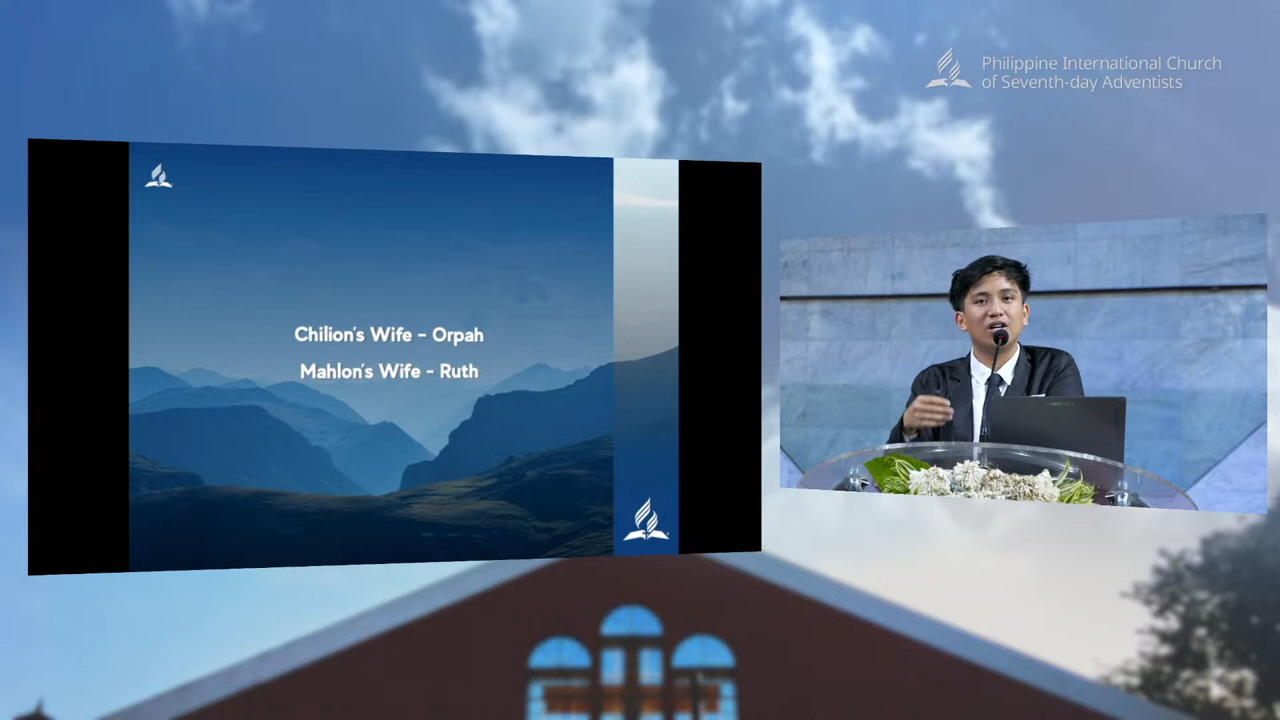 Philippine International Church
of Seventh-day Adventists
Chilion's Wife - Orpah
Mahlon's Wife - Ruth